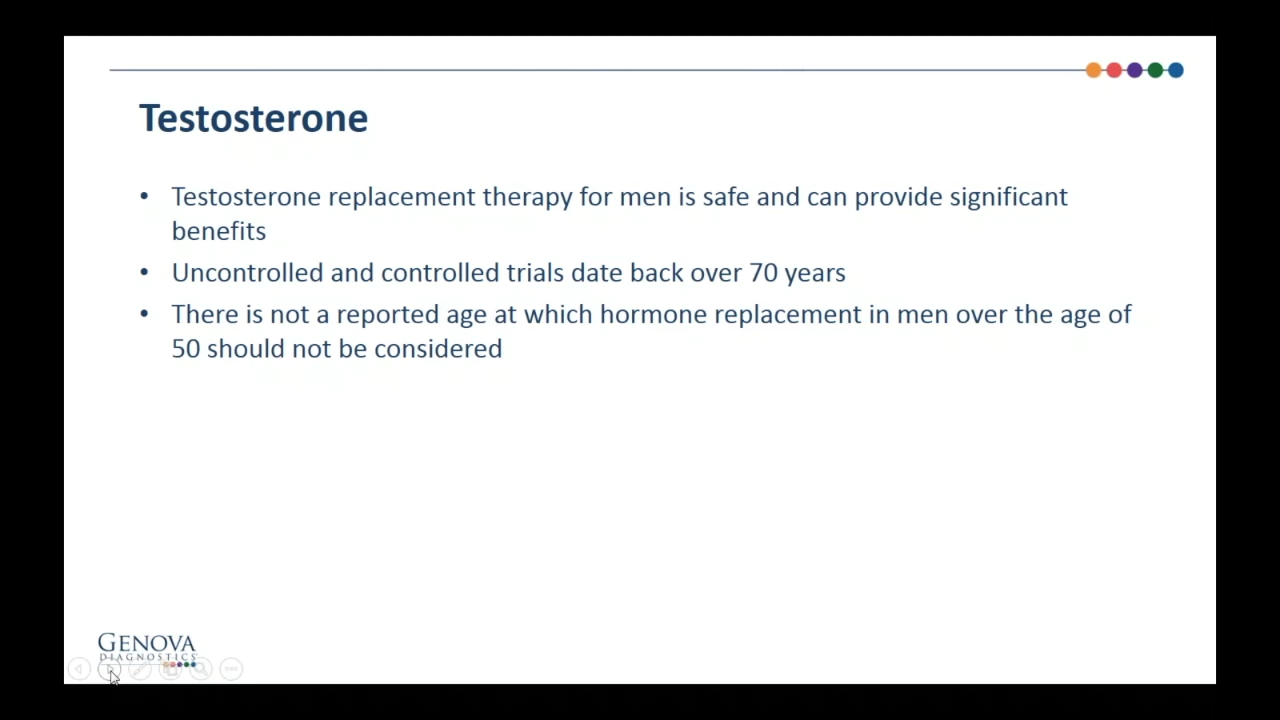 Testosterone
• Testosterone replacement therapy for men is safe and can provide significant
benefits
• Uncontrolled and controlled trials date back over 70 years
• There is not a reported age at which hormone replacement in men over the age of
50 should not be considered
GENOVA
DIAGNOSTICS